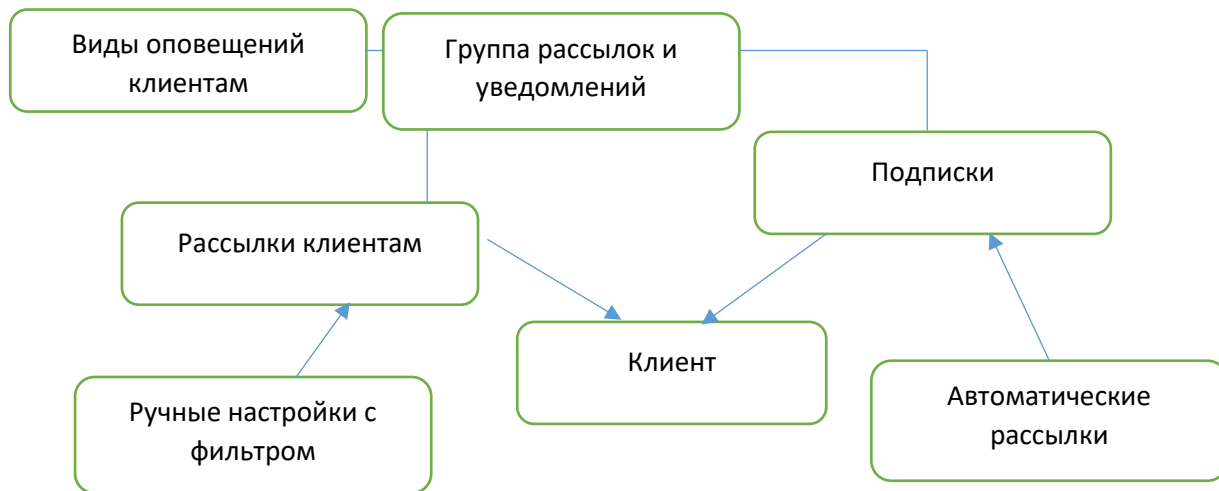 Виды оповещений
клиентам
Группа рассылок и
уведомлений
Подписки
Рассылки клиентам
Клиент
Ручные настройки с
фильтром
Автоматические
рассылки